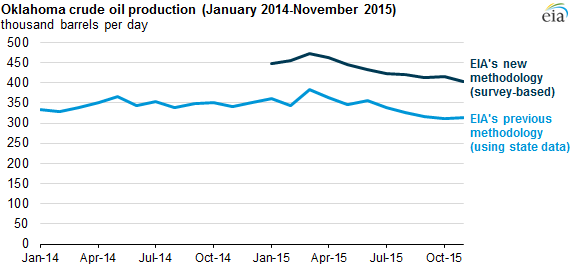 Oklahoma crude oil production (January 2014-November 2015)
thousand barrels per day
eia
500
450
400
350
300
250
200
150
100
50
0
Jan-14
Apr-14
Jul-14
Oct-14
Jan-15
Apr-15
Jul-15
Oct-15
EIA's new
methodology
(survey-based)
EIA's previous
methodology
(using state data)